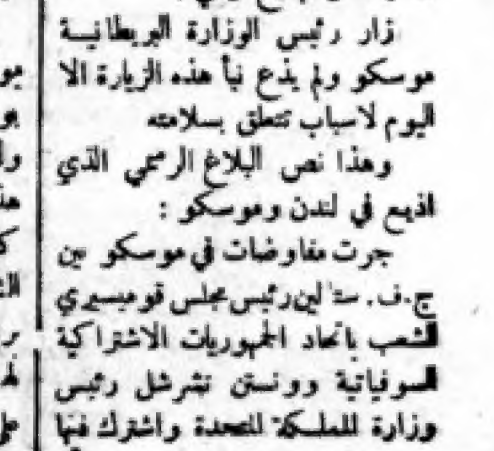 زار رئيس الوزارة البريطانيـــة
موسكو ولم يذع نبأ هذه الزيارة الا
اليوم لاسباب تتعلق بسلامته
وهذا نص البلاغ الرسمي الذي
اذيع في لندن وموسكو :
جرت مفاوضات في موسكو بين
ج.ف. ستالين رئيس مجلس قوميسيري
الشعب باتحاد الجمهوريات الاشتراكية
السوفياتية وونستن تشرشل رئيس
وزارة المملكة المتحدة واشترك فيها